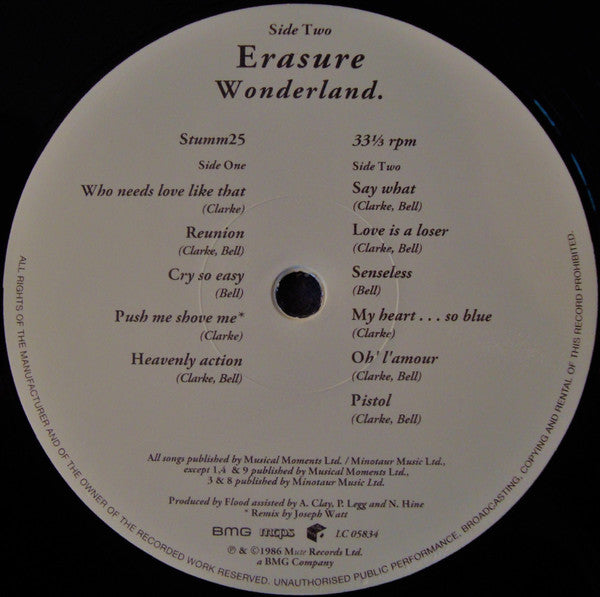 Side Two
Erasure
Wonderland.
Stumm25
33⅓ rpm
Side One
Who needs love like that
(Clarke)
Reunion
(Clarke, Bell)
Cry so easy
(Bell)
Push me shove me*
(Clarke)
Heavenly action
(Clarke, Bell)
Side Two
Say what
(Clarke, Bell)
Love is a loser
(Clarke, Bell)
Senseless
(Bell)
My heart . . . so blue
(Clarke)
Oh' l'amour
(Clarke, Bell)
Pistol
(Clarke, Bell)
All songs published by Musical Moments Ltd. / Minotaur Music Ltd.,
except 1,4 & 9 published by Musical Moments Ltd.,
3 & 8 published by Minotaur Music Ltd.
Produced by Flood assisted by A. Clay, P. Legg and N. Hine
* Remix by Joseph Watt
BMG mcps LC 05834
℗ & ©1986 Mute Records Ltd.
a BMG Company
ALL RIGHTS OF THE MANUFACTURER AND OF THE OWNER OF THE RECORDED WORK RESERVED. UNAUTHORISED PUBLIC PERFORMANCE, BROADCASTING, COPYING AND RENTAL OF THIS RECORD PROHIBITED.